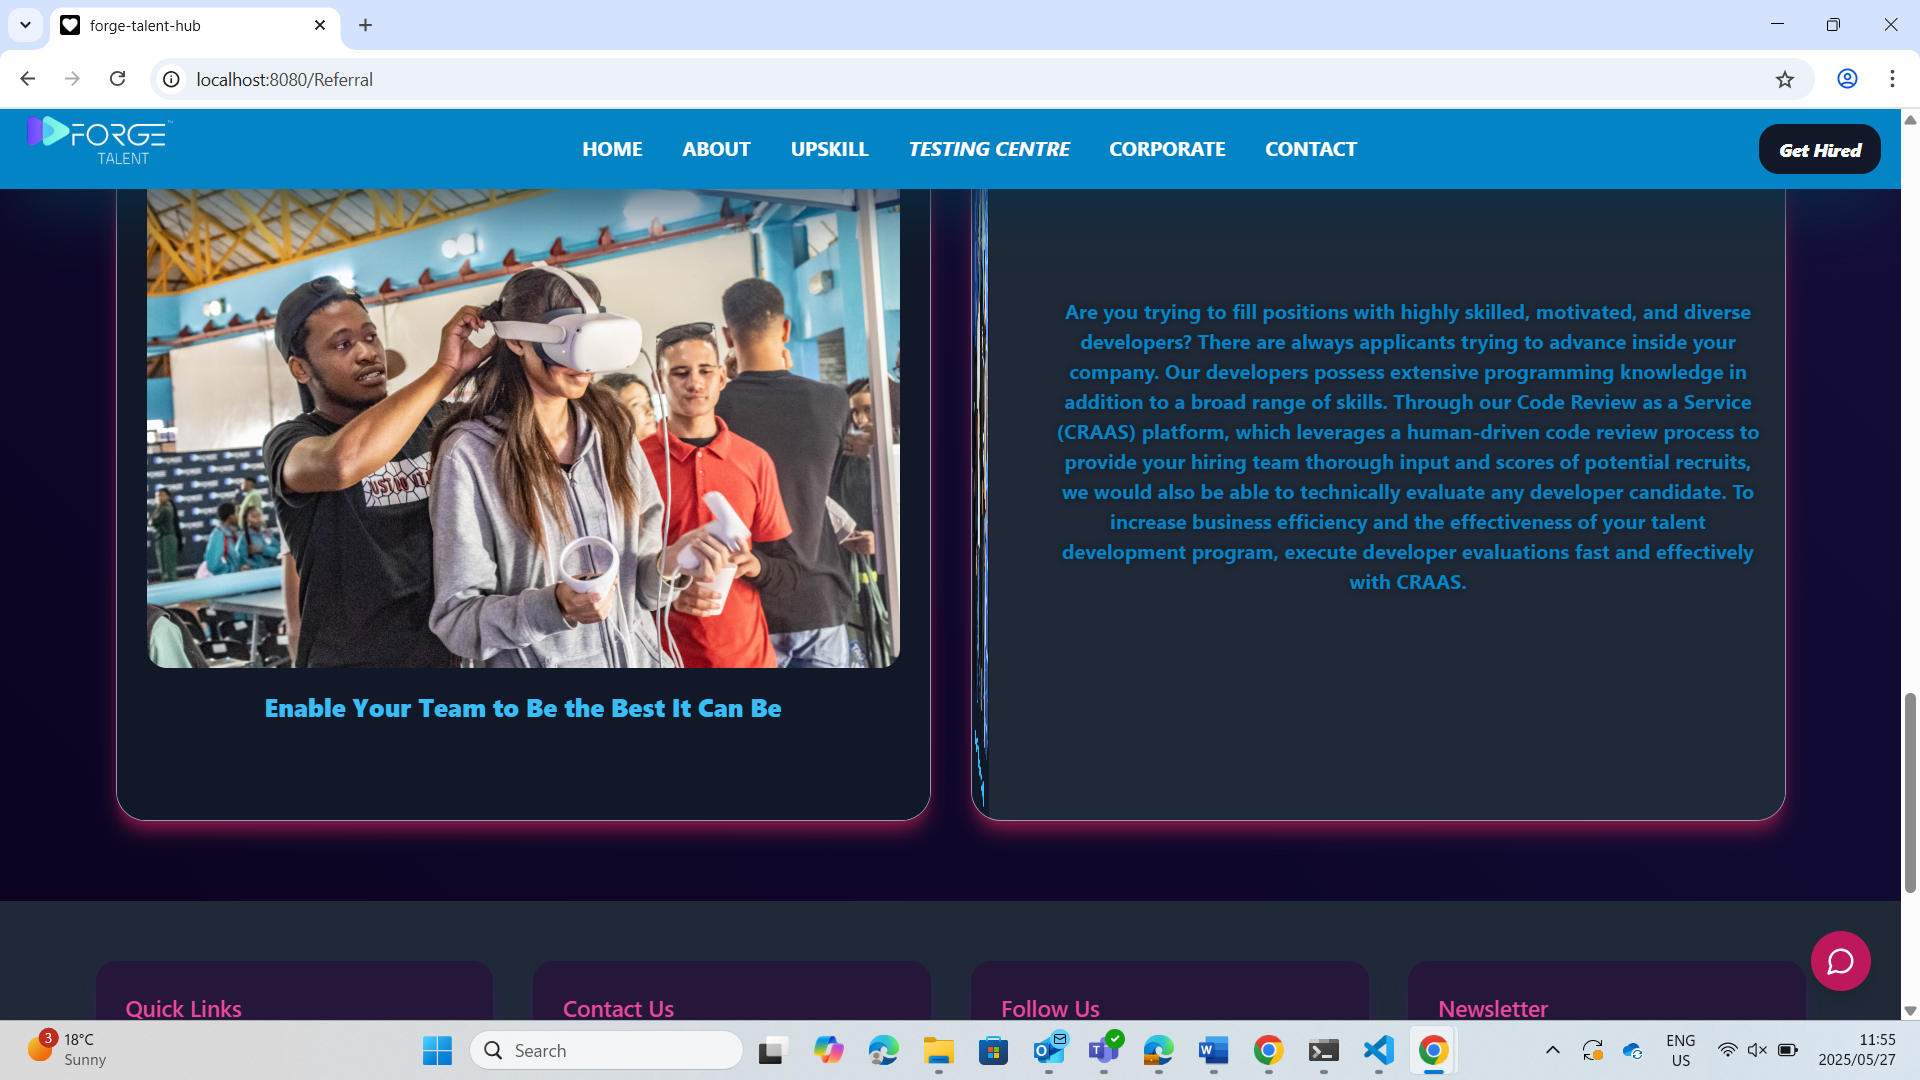 forge-talent-hub
localhost:8080/Referral
FORGE
TALENT
HOME
ABOUT
UPSKILL
TESTING CENTRE
CORPORATE
CONTACT
Get Hired
UST DO IT.
Enable Your Team to Be the Best It Can Be
Are you trying to fill positions with highly skilled, motivated, and diverse
developers? There are always applicants trying to advance inside your
company. Our developers possess extensive programming knowledge in
addition to a broad range of skills. Through our Code Review as a Service
(CRAAS) platform, which leverages a human-driven code review process to
provide your hiring team thorough input and scores of potential recruits,
we would also be able to technically evaluate any developer candidate. To
increase business efficiency and the effectiveness of your talent
development program, execute developer evaluations fast and effectively
with CRAAS.
Quick Links
Contact Us
Follow Us
Newsletter
3
18°C
Sunny
Search
ENG
US
11:55
2025/05/27